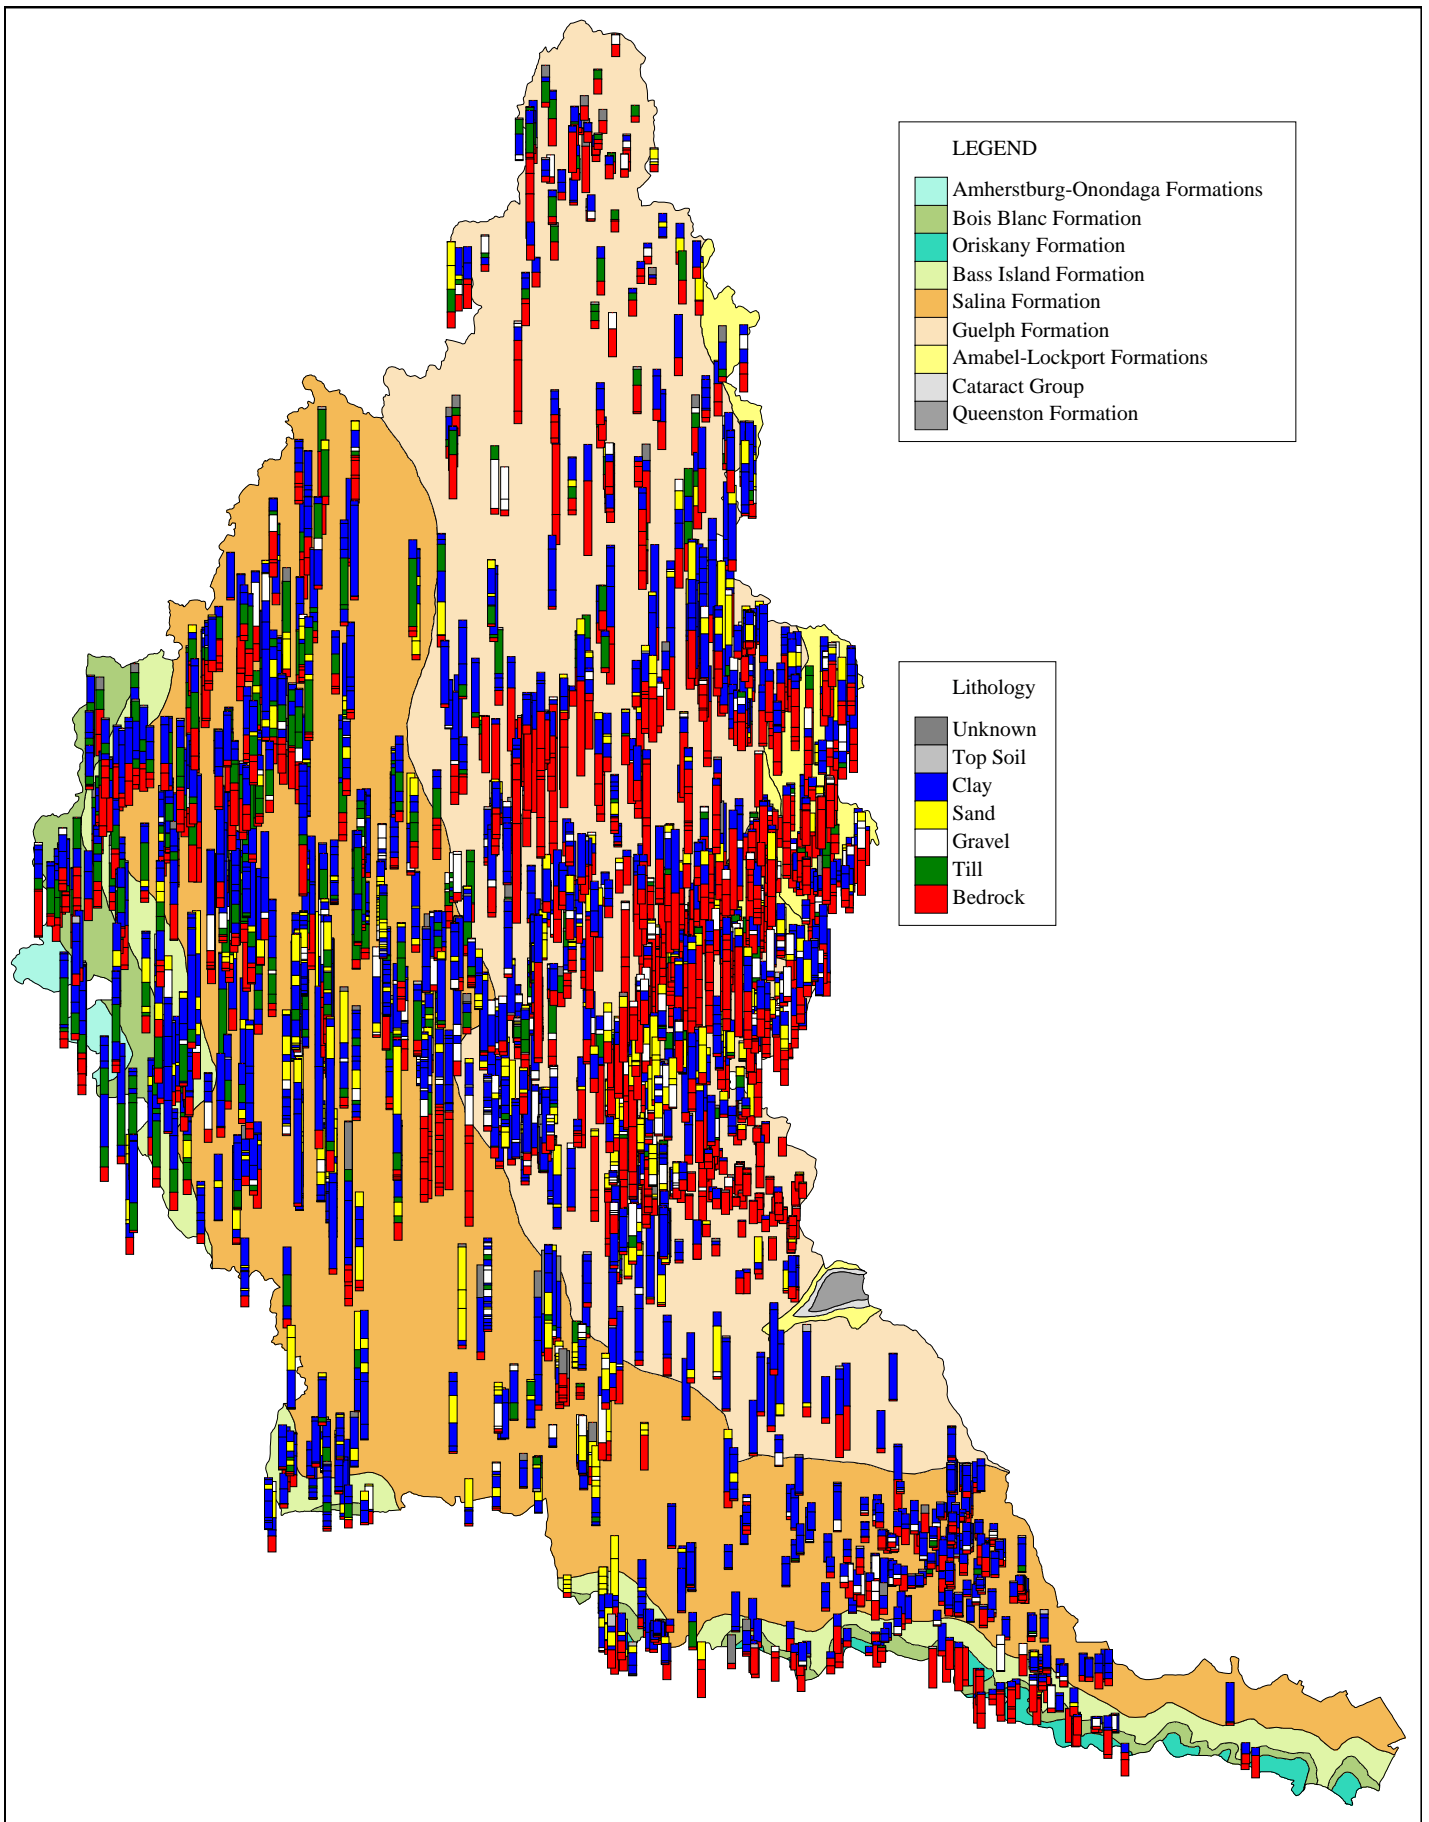 LEGEND
Amherstburg-Onondaga Formations
Bois Blanc Formation
Oriskany Formation
Bass Island Formation
Salina Formation
Guelph Formation
Amabel-Lockport Formations
Cataract Group
Queenston Formation
Lithology
Unknown
Top Soil
Clay
Sand
Gravel
Till
Bedrock